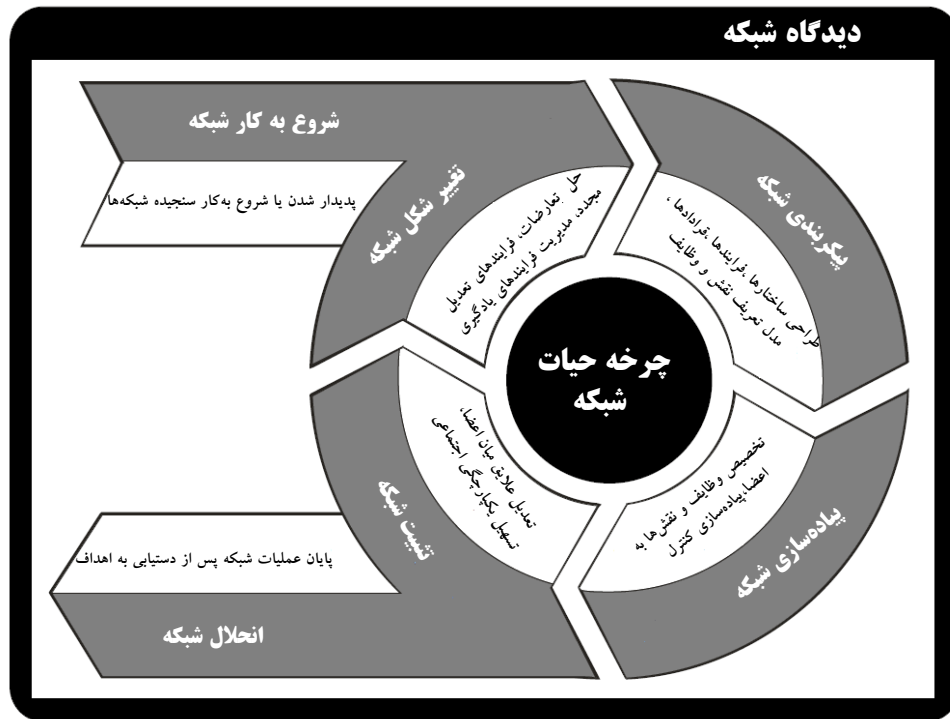 دیدگاه شبکه
شروع به کار شبکه
پدیدار شدن یا شروع به‌کار سنجیده شبکه‌ها
پیکربندی شبکه
طراحی ساختارها ،فرایندها ،قرادادها ،
مدل تعریف نقش و وظایف
پیاده‌سازی شبکه
تخصیص وظایف و نقش‌ها به
اعضا،پیاده‌سازی کنترل
تثبیت شبکه
تعدیل علایق میان اعضا،
تسهیل یکپارچگی اجتماعی
تغییر شکل شبکه
حل تعارضات، فرایندهای تعدیل
مجدد، مدیریت فرایندهای یادگیری
چرخه حیات
شبکه
پایان عملیات شبکه پس از دستیابی به اهداف
انحلال شبکه